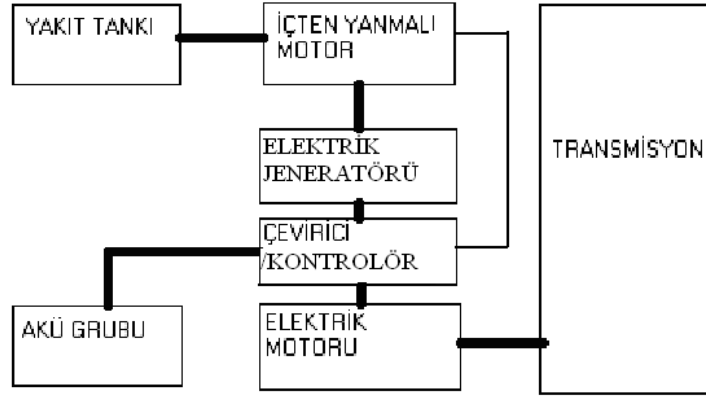 YAKIT TANKI
İÇTEN YANMALI
MOTOR
ELEKTRİK
JENERATÖRÜ
TRANSMİSYON
ÇEVİRİCİ
/KONTROLÖR
AKÜ GRUBU
ELEKTRİK
MOTORU